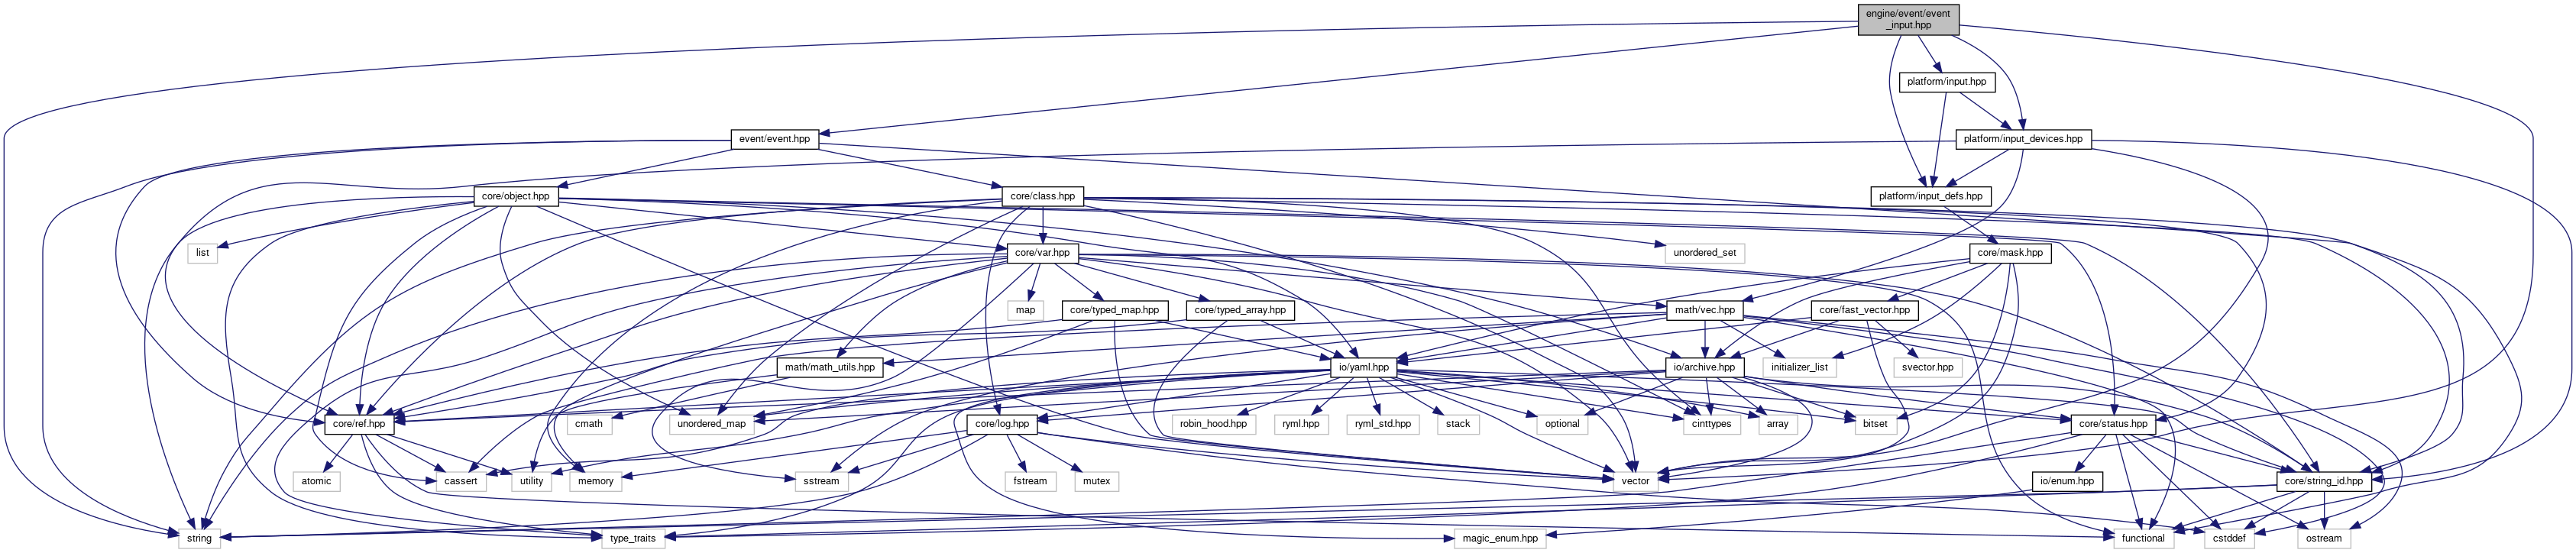 engine/event/event
_input.hpp
platform/input.hpp
event/event.hpp
platform/input_devices.hpp
core/object.hpp
core/class.hpp
platform/input_defs.hpp
list
core/var.hpp
unordered_set
core/mask.hpp
map
core/typed_map.hpp
core/typed_array.hpp
math/vec.hpp
core/fast_vector.hpp
math/math_utils.hpp
io/yaml.hpp
io/archive.hpp
initializer_list
svector.hpp
core/ref.hpp
cmath
unordered_map
core/log.hpp
robin_hood.hpp
ryml.hpp
ryml_std.hpp
stack
optional
cinttypes
array
bitset
core/status.hpp
atomic
cassert
utility
memory
sstream
fstream
mutex
vector
io/enum.hpp
core/string_id.hpp
string
type_traits
magic_enum.hpp
functional
cstddef
ostream